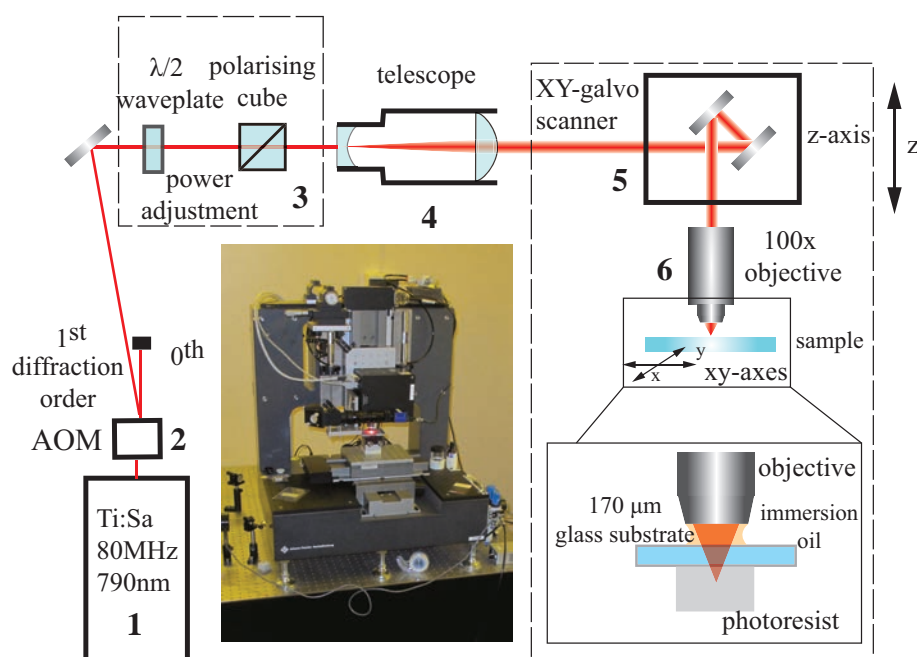 λ/2
waveplate
polarising
cube
power
adjustment
3
telescope
4
XY-galvo
scanner
5
z-axis
z
6
100x
objective
sample
y
x
xy-axes
1st
diffraction
order
0th
AOM
2
Ti:Sa
80MHz
790nm
1
objective
170 μm
glass substrate
immersion
oil
photoresist